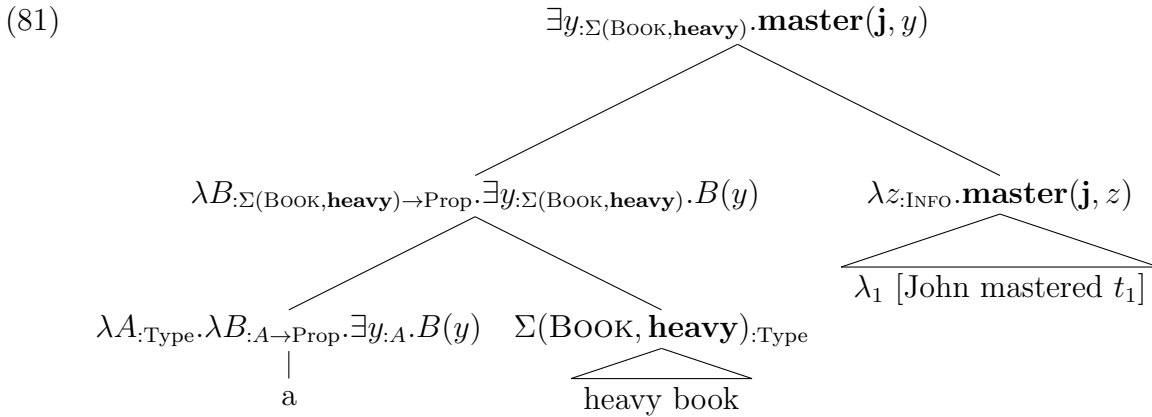 (81) ∃y:Σ(BOOK,heavy).master(j, y)
λB:Σ(BOOK,heavy)→Prop.∃y:Σ(BOOK,heavy).B(y) λz:INFO.master(j, z)
λ₁ [John mastered t₁]
λA:Type.λB:A→Prop.∃y:A.B(y) Σ(BOOK, heavy):Type
a heavy book